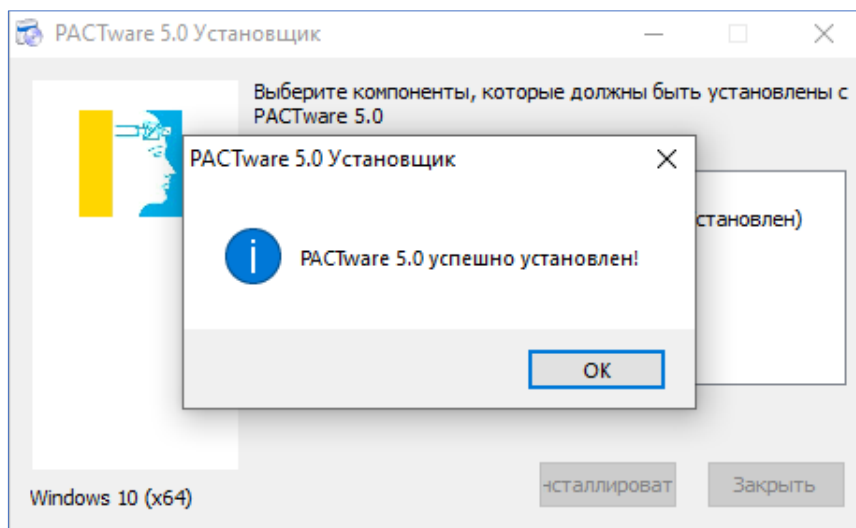 PACTware 5.0 Установщик
Выберите компоненты, которые должны быть установлены с
PACTware 5.0
PACTware 5.0 Установщик
становлен)
PACTware 5.0 успешно установлен!
OK
нсталлироват
Закрыть
Windows 10 (x64)